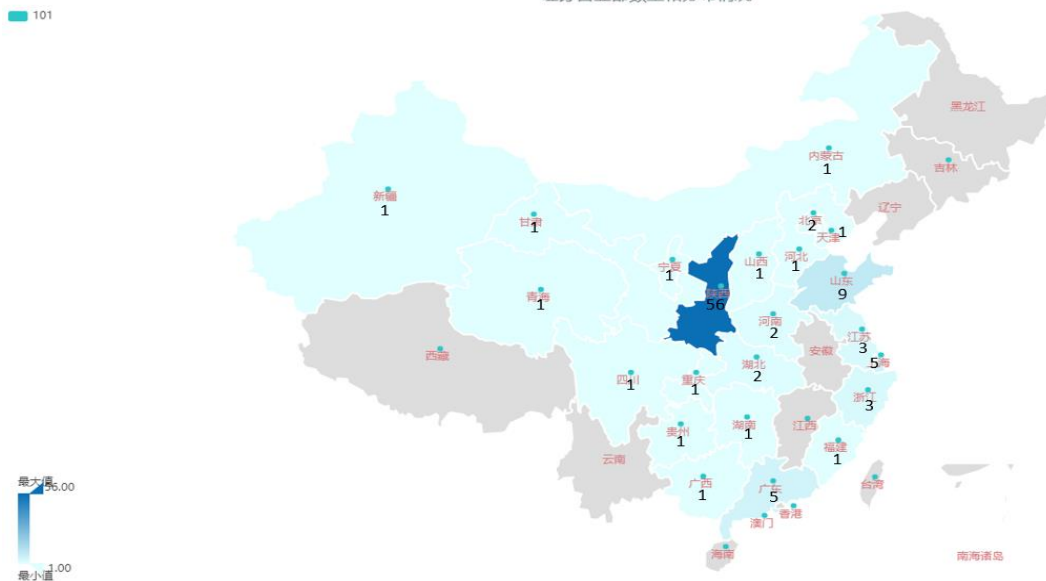 101
黑龙江
内蒙古
1
吉林
新疆
1
辽宁
甘肃
1
北京
2
天津
1
河北
1
山西
1
宁夏
1
山东
9
青海
1
56
河南
2
江苏
3
安徽
西藏
5
湖北
2
四川
1
重庆
1
浙江
3
湖南
1
江西
贵州
1
福建
1
云南
广西
1
广东
5
台湾
香港
澳门
海南
南海诸岛
最大值
56.00
1.00
最小值